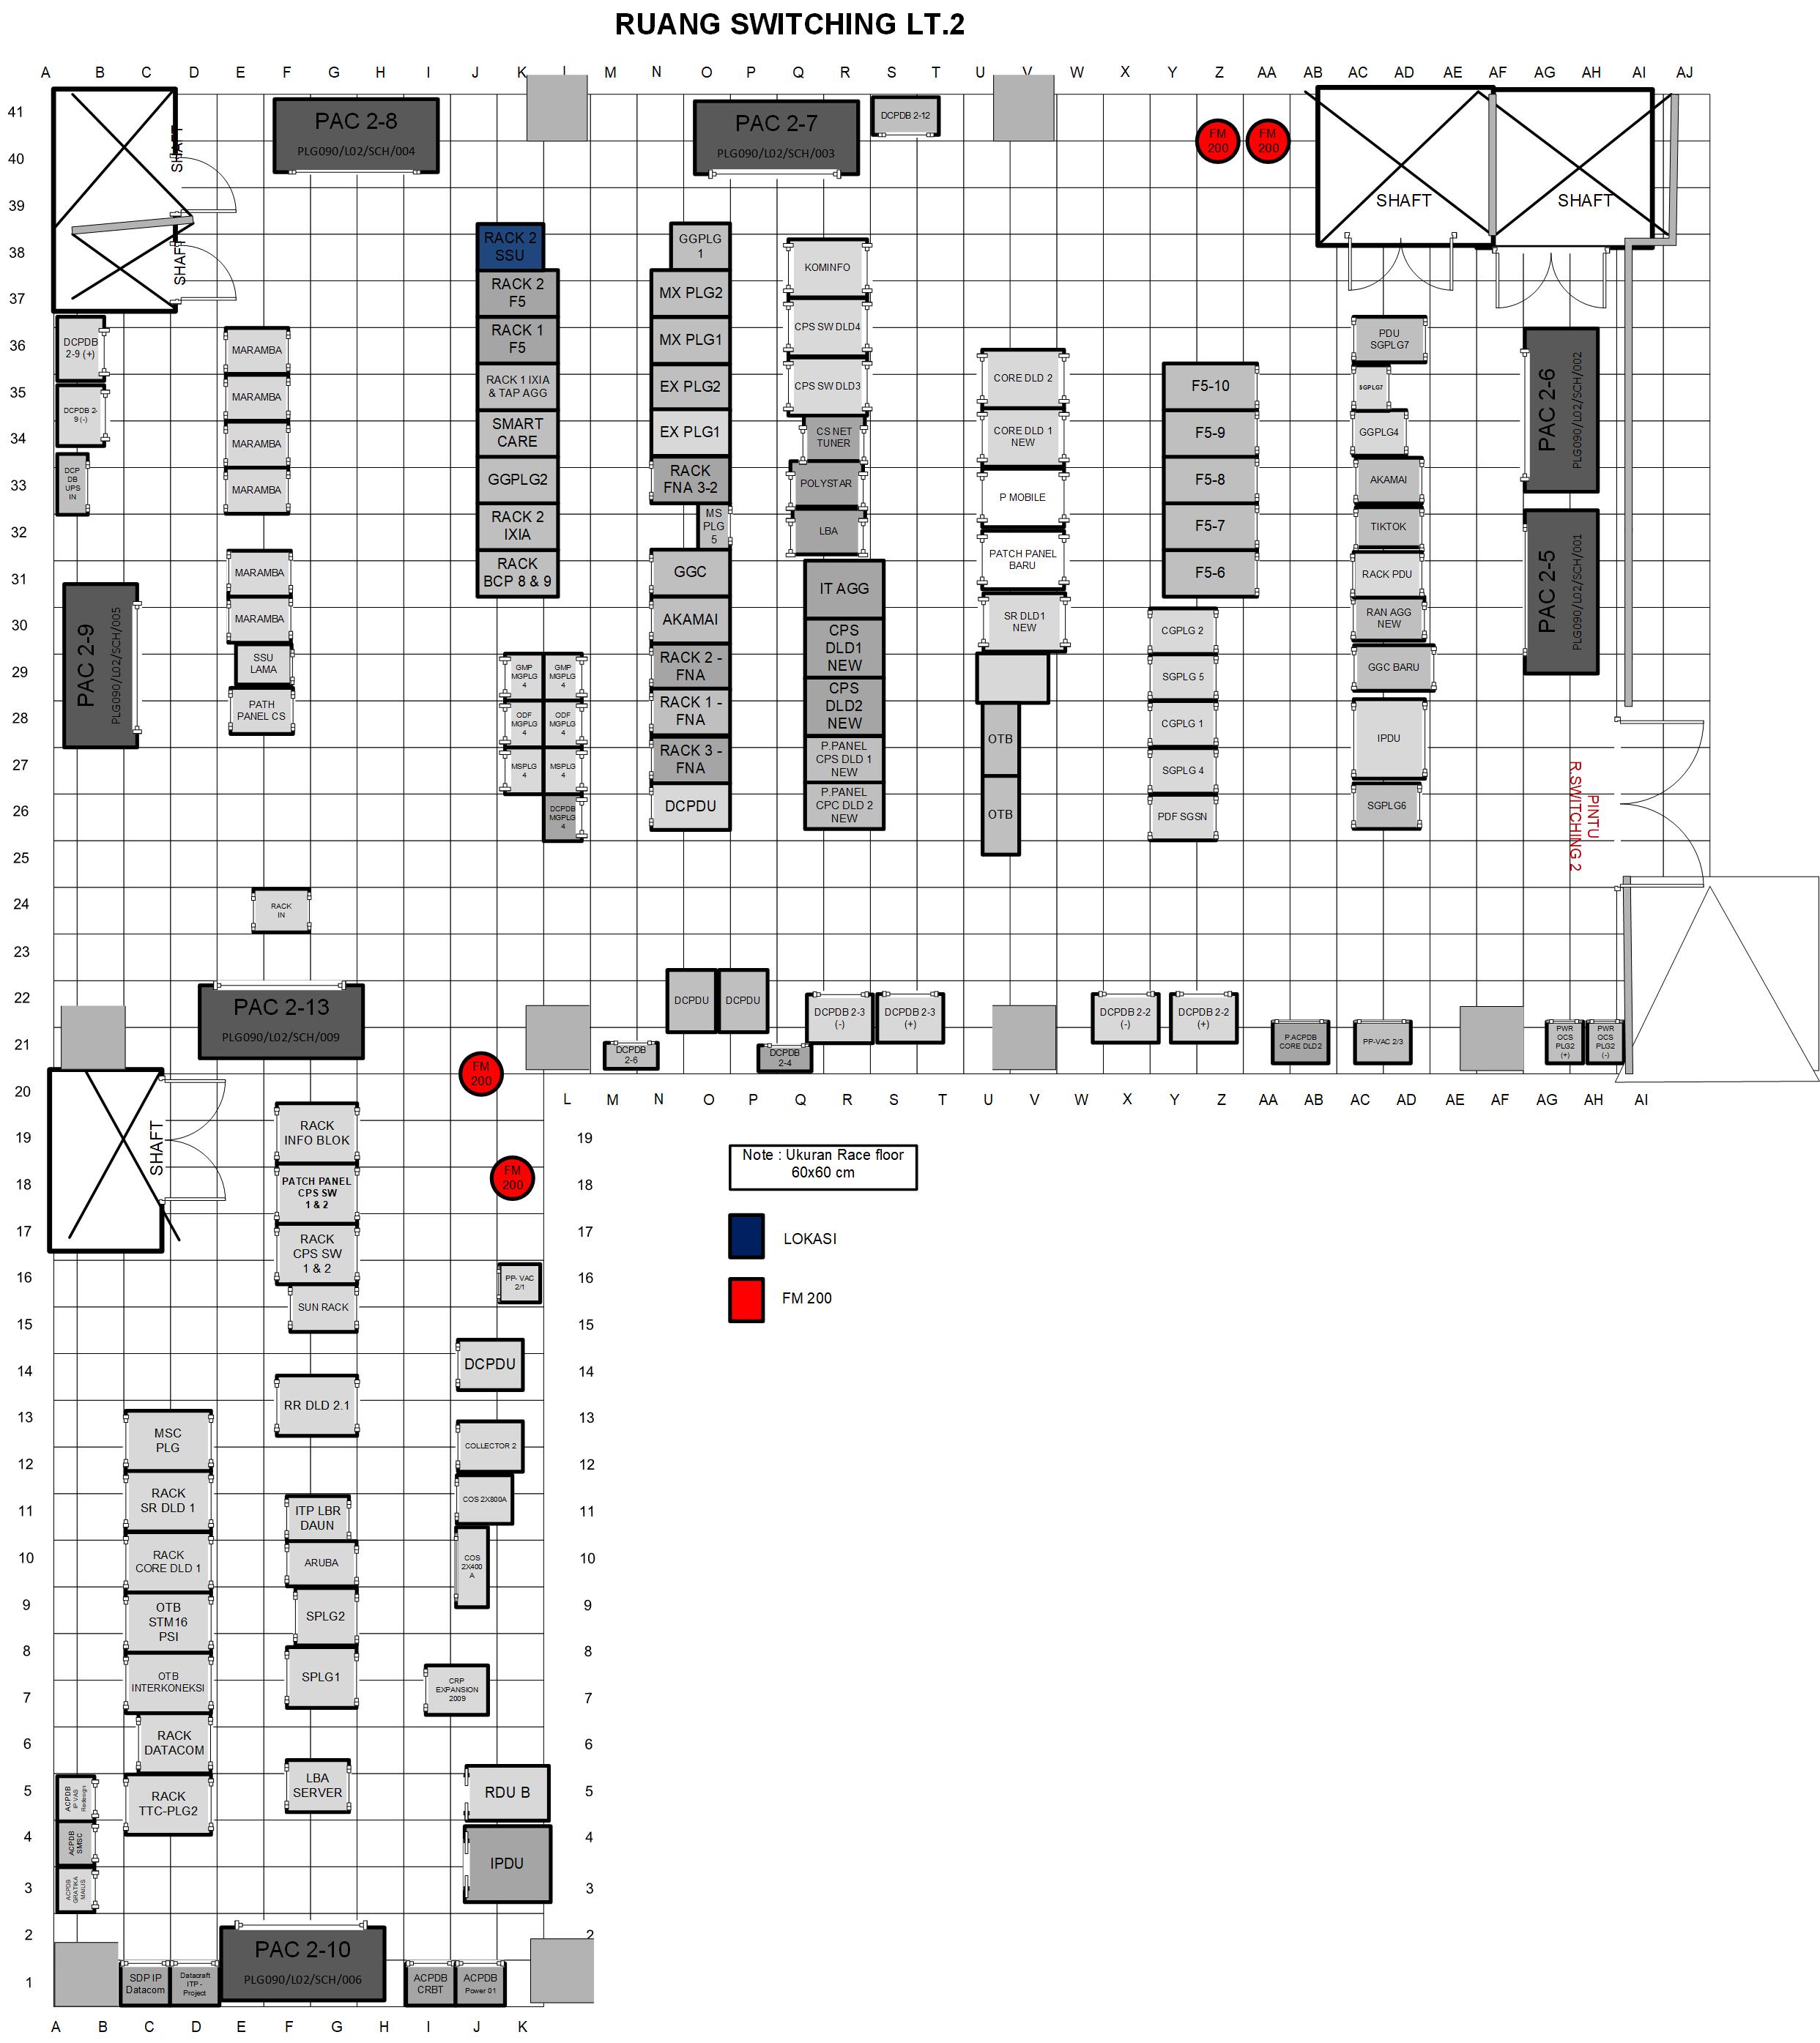 RUANG SWITCHING LT.2
A B C D E F G H I J K L M N O P Q R S T U V W X Y Z AA AB AC AD AE AF AG AH AI AJ
41
40
39
38
37
36
35
34
33
32
31
30
29
28
27
26
25
24
23
22
21
20
19
18
17
16
15
14
13
12
11
10
9
8
7
6
5
4
3
2
1
SHAFT
SHAFT
PAC 2-8
PLG090/L02/SCH/004
PAC 2-7
PLG090/L02/SCH/003
DCPDB 2-12
FM
200
FM
200
SHAFT
SHAFT
DCPDB
2-9 (+)
DCPDB 2-
9 (-)
DCP
DB
UPS
IN
PAC 2-9
PLG090/L02/SCH/005
MARAMBA
MARAMBA
MARAMBA
MARAMBA
MARAMBA
MARAMBA
SSU
LAMA
PATH
PANEL CS
RACK
IN
RACK 2
SSU
RACK 2
F5
RACK 1
F5
RACK 1 IXIA
& TAP AGG
SMART
CARE
GGPLG2
RACK 2
IXIA
RACK
BCP 8 & 9
GMP
MGPLG
4
GMP
MGPLG
4
ODF
MGPLG
4
ODF
MGPLG
4
MSPLG
4
MSPLG
4
DCPDB
MGPLG
4
GGPLG
1
MX PLG2
MX PLG1
EX PLG2
EX PLG1
RACK
FNA 3-2
MS
PLG
5
GGC
AKAMAI
RACK 2 -
FNA
RACK 1 -
FNA
RACK 3 -
FNA
DCPDU
KOMINFO
CPS SW DLD4
CPS SW DLD3
CS NET
TUNER
POLYSTAR
LBA
IT AGG
CPS
DLD1
NEW
CPS
DLD2
NEW
P.PANEL
CPS DLD 1
NEW
P.PANEL
CPC DLD 2
NEW
CORE DLD 2
CORE DLD 1
NEW
P MOBILE
PATCH PANEL
BARU
SR DLD1
NEW
OTB
OTB
F5-10
F5-9
F5-8
F5-7
F5-6
CGPLG 2
SGPLG 5
CGPLG 1
SGPLG 4
PDF SGSN
PDU
SGPLG7
SGPLG7
GGPLG4
AKAMAI
TIKTOK
RACK PDU
RAN AGG
NEW
GGC BARU
IPDU
SGPLG6
PAC 2-6
PLG090/L02/SCH/002
PAC 2-5
PLG090/L02/SCH/001
PINTU
R.SWITCHING 2
PAC 2-13
PLG090/L02/SCH/009
DCPDU
DCPDU
DCPDB
2-6
DCPDB
2-4
DCPDB 2-3
(-)
DCPDB 2-3
(+)
DCPDB 2-2
(-)
DCPDB 2-2
(+)
P.ACPDB
CORE DLD2
PP-VAC 2/3
PWR
OCS
PLG2
(+)
PWR
OCS
PLG2
(-)
FM
200
L M N O P Q R S T U V W X Y Z AA AB AC AD AE AF AG AH AI
SHAFT
FM
200
RACK
INFO BLOK
PATCH PANEL
CPS SW
1 & 2
RACK
CPS SW
1 & 2
SUN RACK
RR DLD 2.1
ITP LBR
DAUN
ARUBA
SPLG2
SPLG1
LBA
SERVER
MSC
PLG
RACK
SR DLD 1
RACK
CORE DLD 1
OTB
STM16
PSI
OTB
INTERKONEKSI
RACK
DATACOM
RACK
TTC-PLG2
ACPDB
IP VAS
Redesign
ACPDB
SMSC
ACPDB
GRATIKA
MAILIS
PP- VAC
2/1
DCPDU
COLLECTOR 2
COS 2X800A
COS
2X400
A
CRP
EXPANSION
2009
RDU B
IPDU
19
18
17
16
15
14
13
12
11
10
9
8
7
6
5
4
3
2
Note : Ukuran Race floor
60x60 cm
LOKASI
FM 200
SDP IP
Datacom
Datacraft
ITP -
Project
PAC 2-10
PLG090/L02/SCH/006
ACPDB
CRBT
ACPDB
Power 01
A B C D E F G H I J K